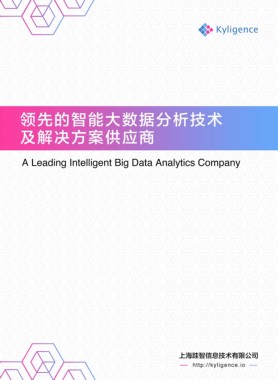 Kyligence
领先的智能大数据分析技术
及解决方案供应商
A Leading Intelligent Big Data Analytics Company
上海跬智信息技术有限公司
http://kyligence.io